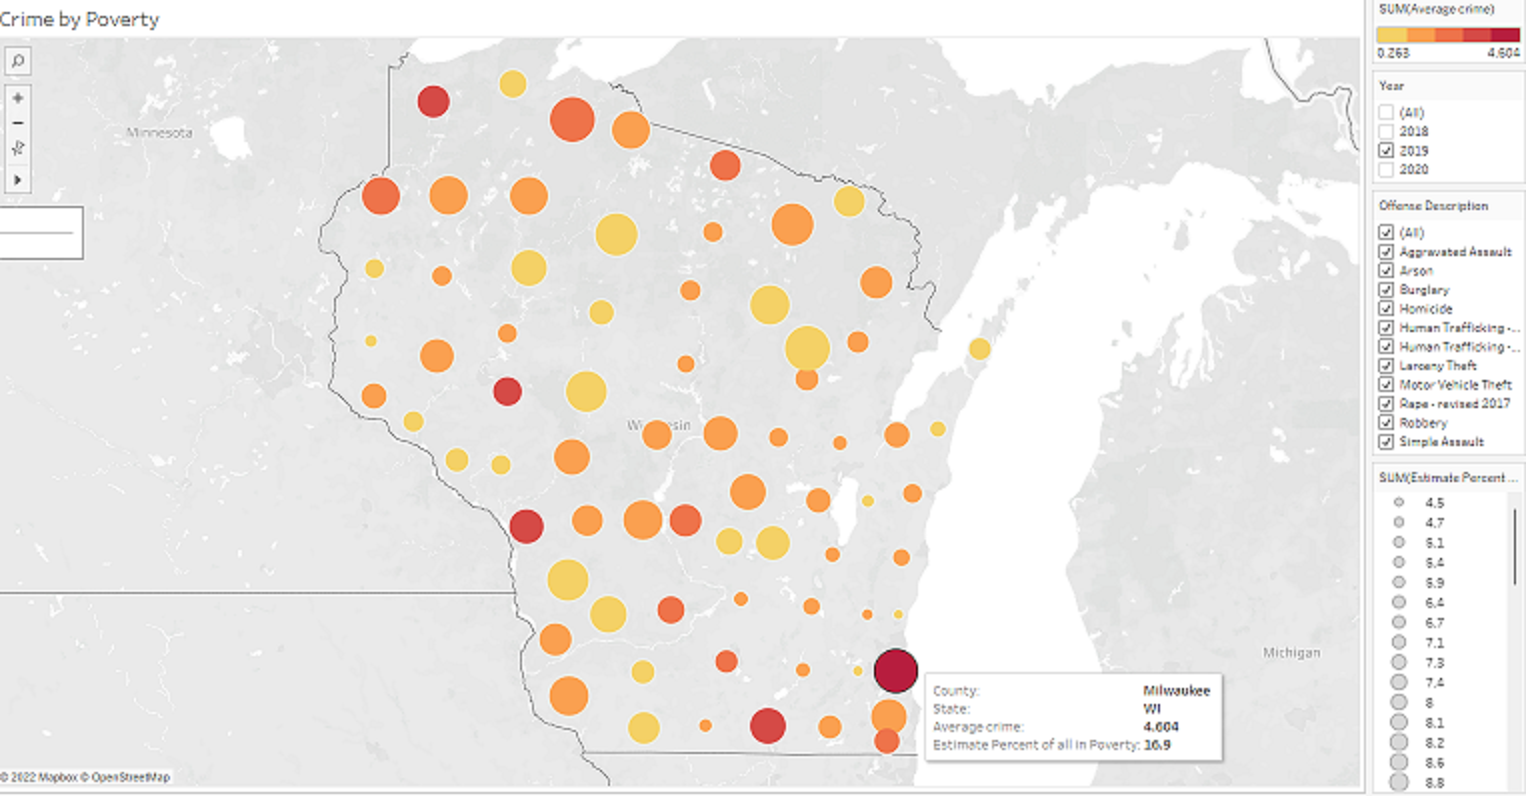 Crime by Poverty
Minnesota
Wisconsin
Michigan
County: Milwaukee
State: WI
Average crime: 4.604
Estimate Percent of all in Poverty: 16.9
© 2022 Mapbox © OpenStreetMap
SUM(Average crime)
0.263 4.604
Year
(All)
2018
2019
2020
Offense Description
(All)
Aggravated Assault
Arson
Burglary
Homicide
Human Trafficking -...
Human Trafficking -...
Larceny Theft
Motor Vehicle Theft
Rape - revised 2017
Robbery
Simple Assault
SUM(Estimate Percent ...
4.5
4.7
5.1
5.4
5.9
6.4
6.7
7.1
7.3
7.4
8
8.1
8.2
8.6
8.8